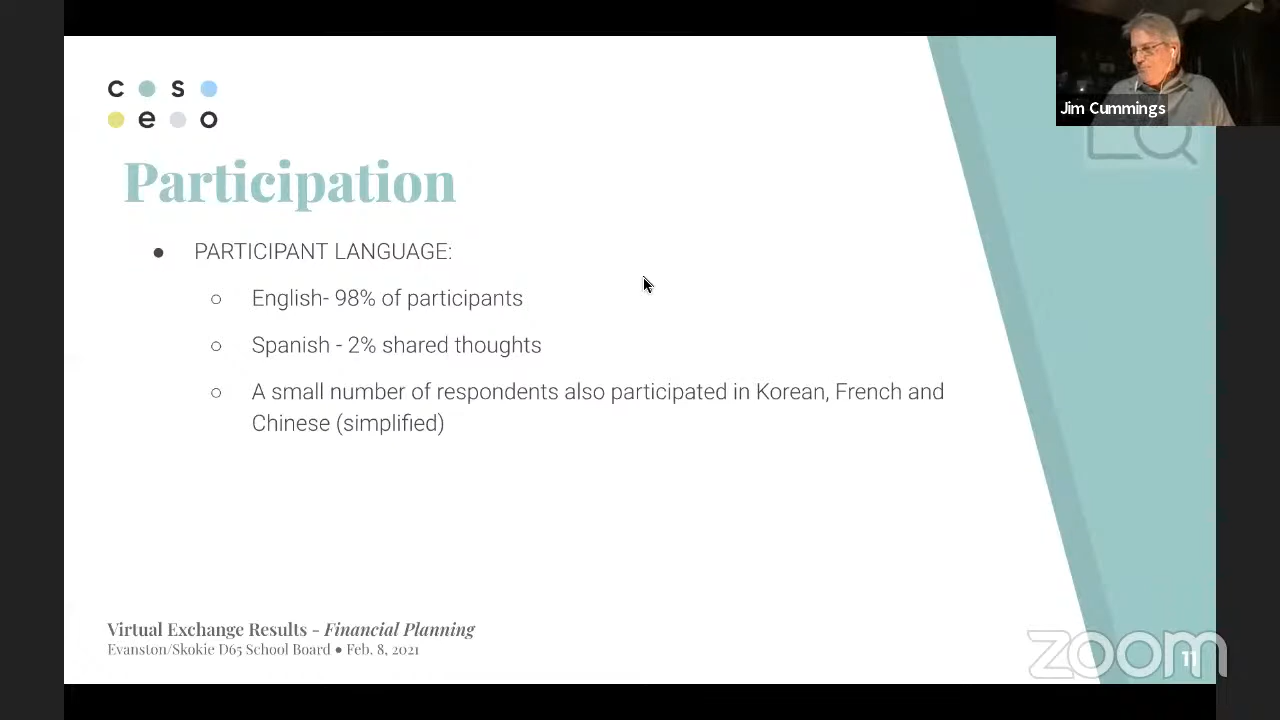 c s
e o
Jim Cummings
Participation
● PARTICIPANT LANGUAGE:
○ English- 98% of participants
○ Spanish - 2% shared thoughts
○ A small number of respondents also participated in Korean, French and
Chinese (simplified)
Virtual Exchange Results - Financial Planning
Evanston/Skokie D65 School Board ● Feb. 8, 2021
zoom
11